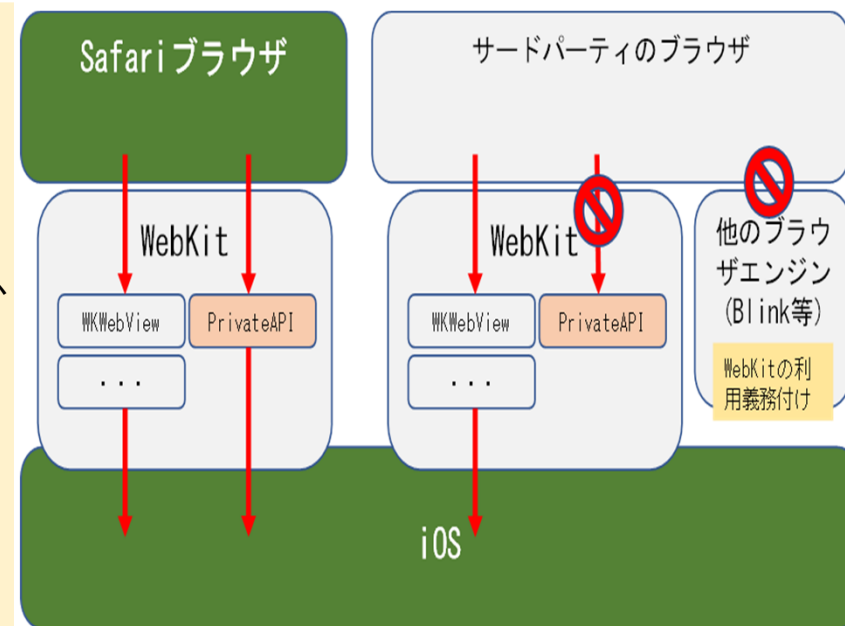 Safariブラウザ
サードパーティのブラウザ
WebKit
WKWebView
PrivateAPI
...
WebKit
WKWebView
PrivateAPI
...
他のブラウ
ザエンジン
(Blink等)
WebKitの利
用義務付け
iOS
、